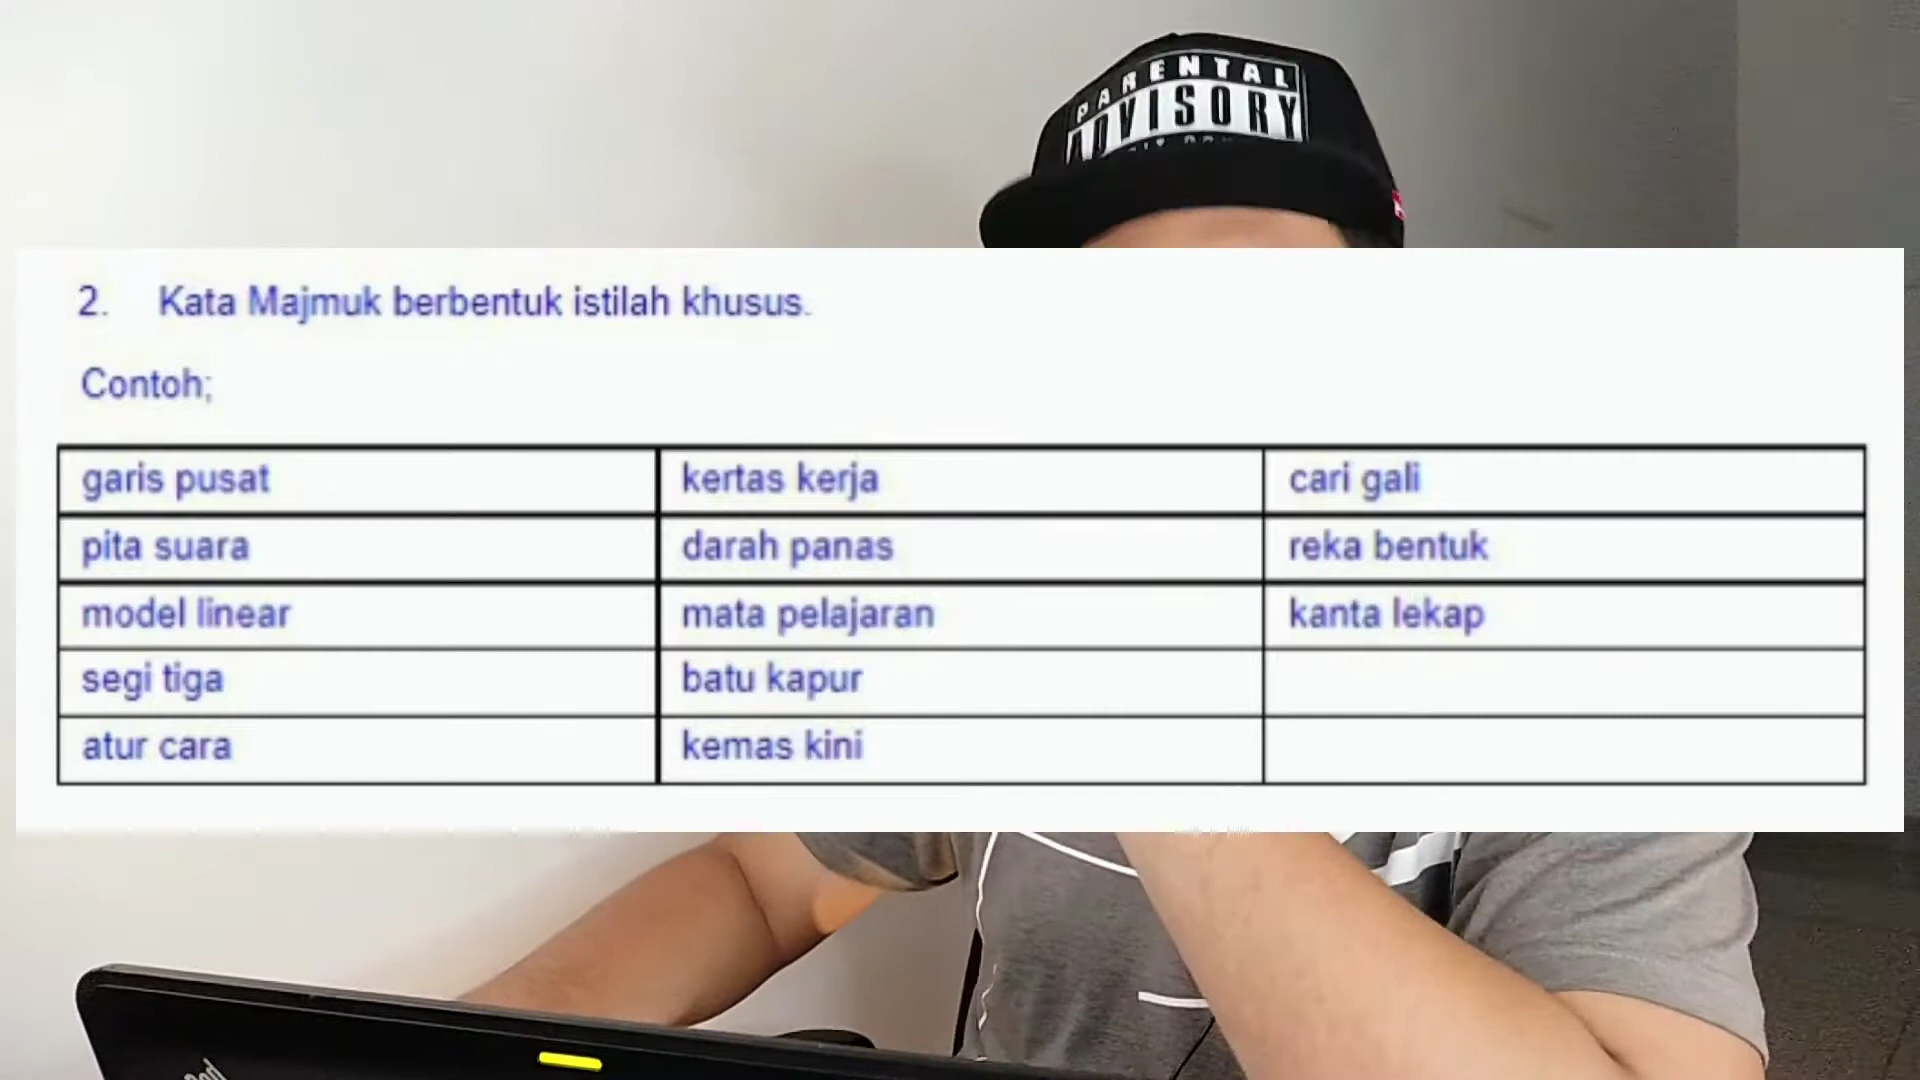 PARENTAL
ADVISORY
2. Kata Majmuk berbentuk istilah khusus.
Contoh;
garis pusat kertas kerja cari gali
pita suara darah panas reka bentuk
model linear mata pelajaran kanta lekap
segi tiga batu kapur
atur cara kemas kini